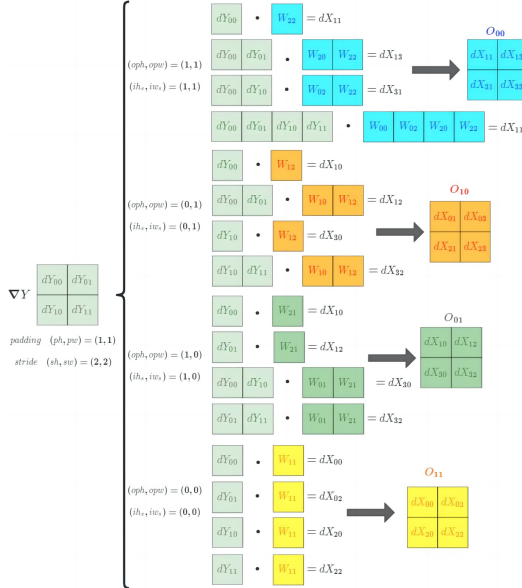 dY₀₀ • W₂₂ = dX₁₁
(oph, opw) = (1, 1)
dY₀₀ dY₀₁ • W₂₀ W₂₂ = dX₁₃
(ihₛ, iwₛ) = (1, 1)
dY₀₀ dY₁₀ • W₀₂ W₂₂ = dX₃₁
dY₀₀ dY₀₁ dY₁₀ dY₁₁ • W₀₀ W₀₂ W₂₀ W₂₂ = dX₁₁
O₀₀
dX₁₁ dX₁₃
dX₃₁ dX₃₃
dY₀₀ • W₁₂ = dX₁₀
(oph, opw) = (0, 1)
dY₀₀ dY₀₁ • W₁₀ W₁₂ = dX₁₂
(ihₛ, iwₛ) = (0, 1)
dY₁₀ • W₁₂ = dX₃₀
dY₁₀ dY₁₁ • W₁₀ W₁₂ = dX₃₂
O₁₀
dX₀₁ dX₀₃
dX₂₁ dX₂₃
∇Y
dY₀₀ dY₀₁
dY₁₀ dY₁₁
padding (ph, pw) = (1, 1)
stride (sh, sw) = (2, 2)
dY₀₀ • W₂₁ = dX₁₀
dY₀₁ • W₂₁ = dX₁₂
(oph, opw) = (1, 0)
(ihₛ, iwₛ) = (1, 0)
dY₀₀ dY₁₀ • W₀₁ W₂₁ = dX₃₀
dY₀₁ dY₁₁ • W₀₁ W₂₁ = dX₃₂
O₀₁
dX₁₀ dX₁₂
dX₃₀ dX₃₂
dY₀₀ • W₁₁ = dX₀₀
(oph, opw) = (0, 0)
dY₀₁ • W₁₁ = dX₀₂
(ihₛ, iwₛ) = (0, 0)
dY₁₀ • W₁₁ = dX₂₀
dY₁₁ • W₁₁ = dX₂₂
O₁₁
dX₀₀ dX₀₂
dX₂₀ dX₂₂